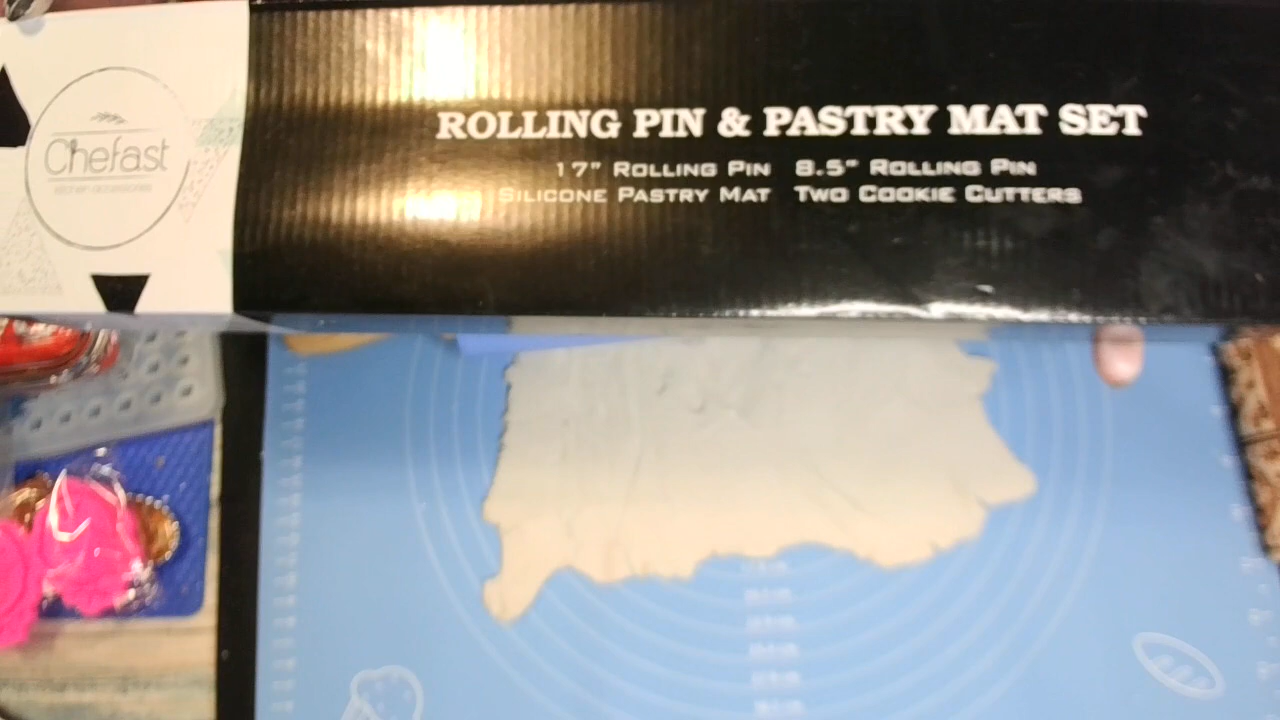 Chefast
ROLLING PIN & PASTRY MAT SET
17" ROLLING PIN 8.5" ROLLING PIN
SILICONE PASTRY MAT TWO COOKIE CUTTERS